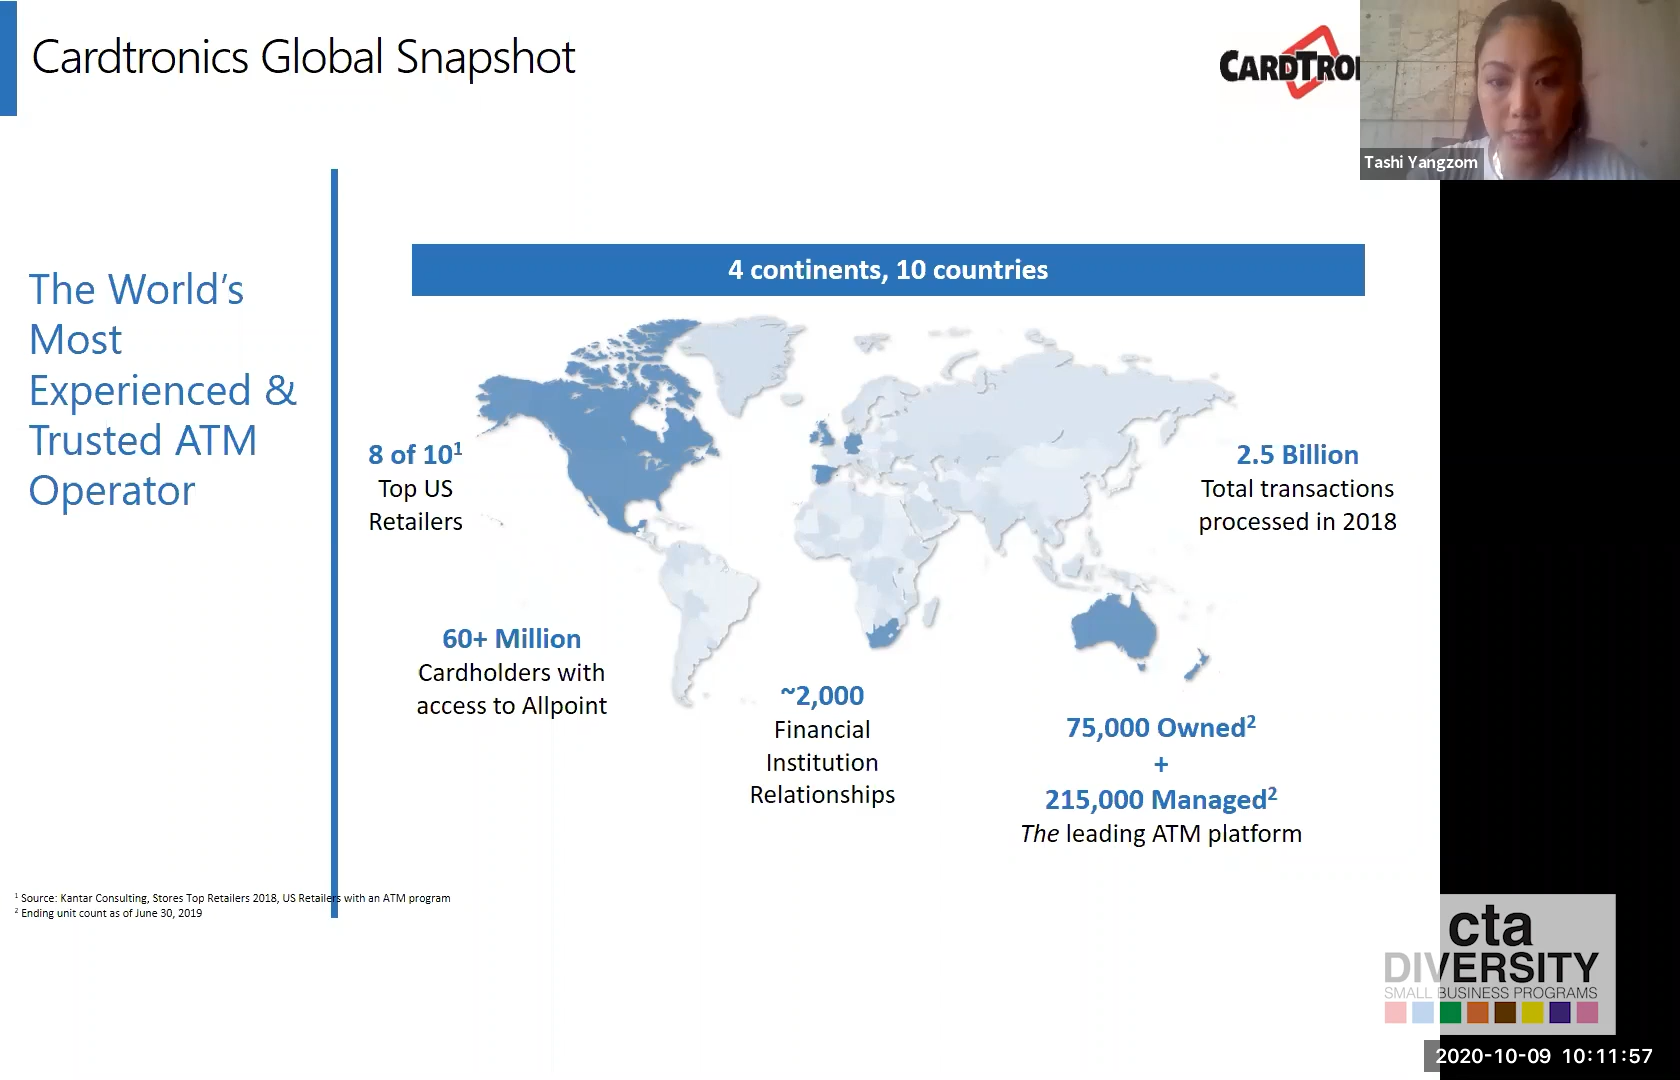 Cardtronics Global Snapshot
CARDTRO
Tashi Yangzom
The World's
Most
Experienced &
Trusted ATM
Operator
4 continents, 10 countries
8 of 10¹
Top US
Retailers
2.5 Billion
Total transactions
processed in 2018
60+ Million
Cardholders with
access to Allpoint
~2,000
Financial
Institution
Relationships
75,000 Owned²
+
215,000 Managed²
The leading ATM platform
¹ Source: Kantar Consulting, Stores Top Retailers 2018, US Retailers with an ATM program
² Ending unit count as of June 30, 2019
cta
DIVERSITY
SMALL BUSINESS PROGRAMS
2020-10-09 10:11:57